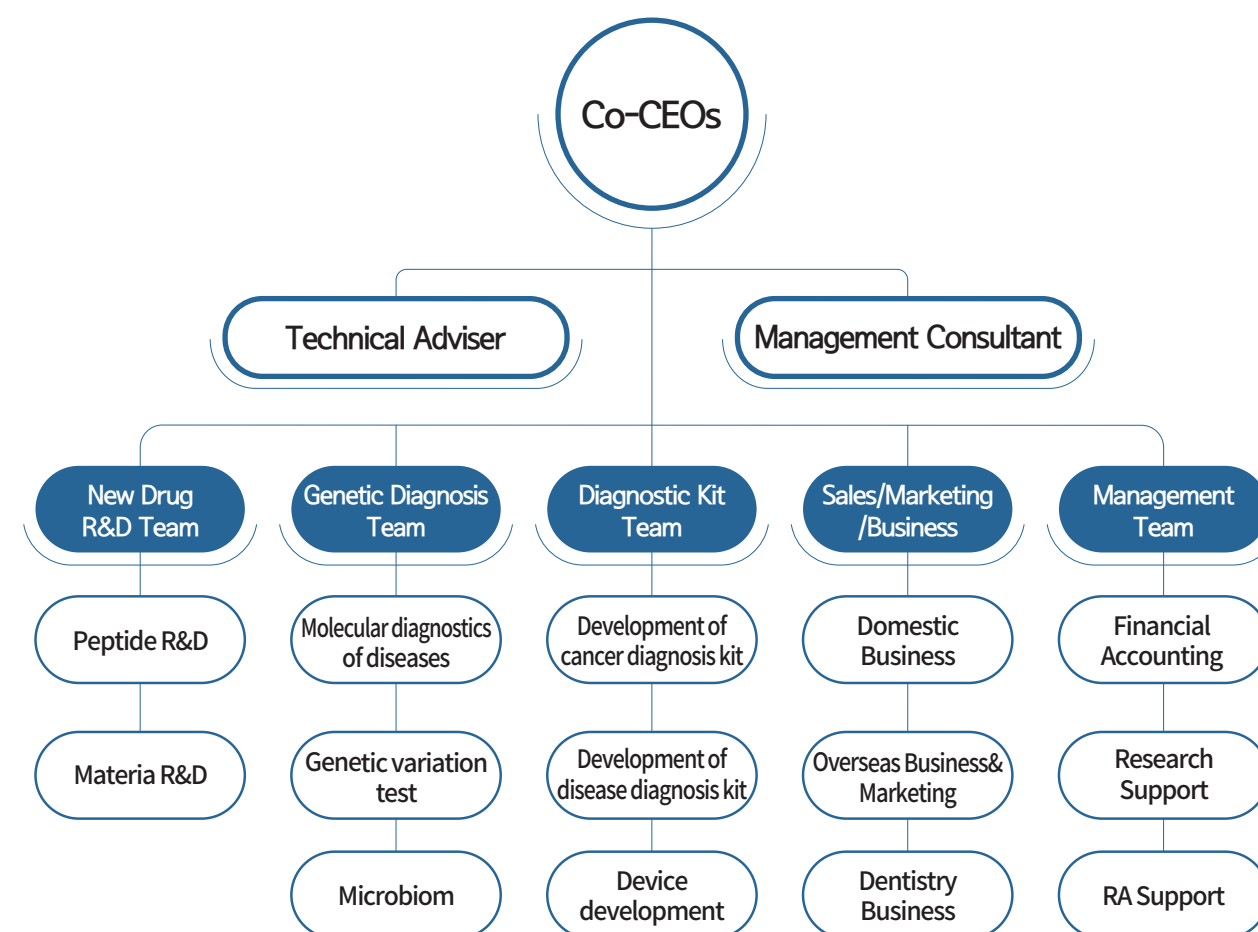 Co-CEOs
Technical Adviser
Management Consultant
New Drug
R&D Team
Genetic Diagnosis
Team
Diagnostic Kit
Team
Sales/Marketing
/Business
Management
Team
Peptide R&D
Molecular diagnostics
of diseases
Development of
cancer diagnosis kit
Domestic
Business
Financial
Accounting
Materia R&D
Genetic variation
test
Development of
disease diagnosis kit
Overseas Business&
Marketing
Research
Support
Microbiom
Device
development
Dentistry
Business
RA Support